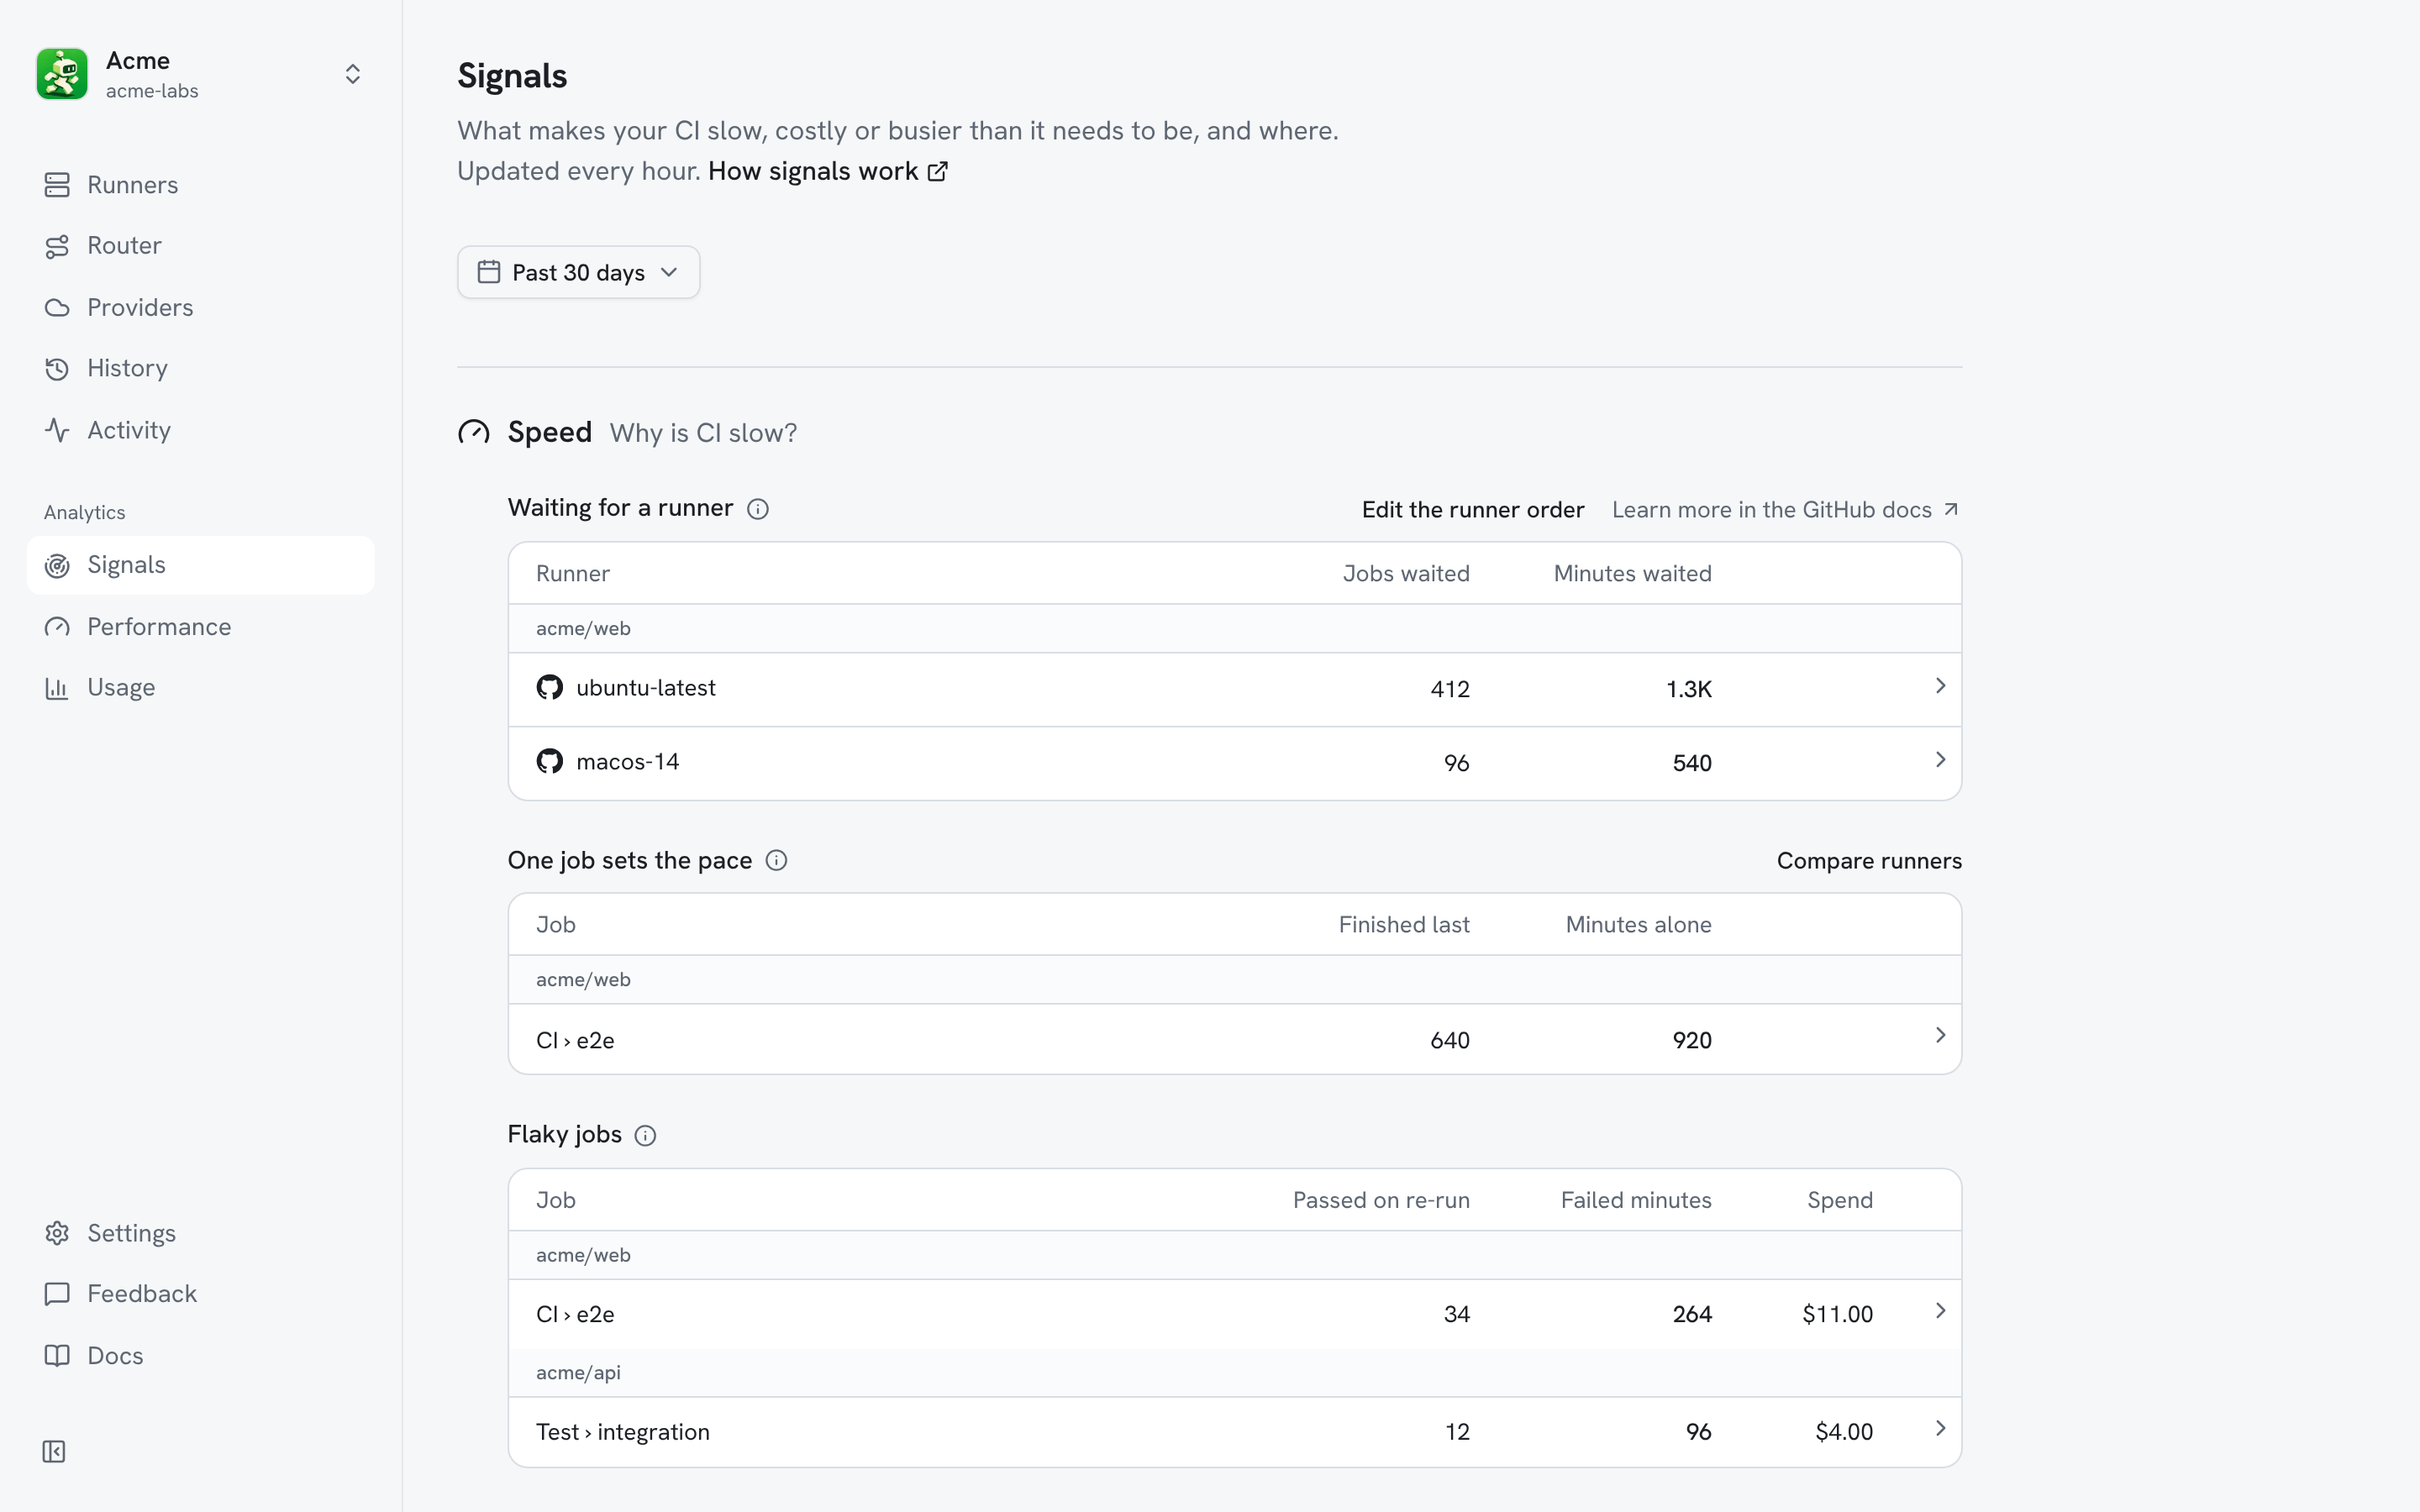 Acme
acme-labs
Runners
Router
Providers
History
Activity
Analytics
Signals
Performance
Usage
Settings
Feedback
Docs
Signals
What makes your CI slow, costly or busier than it needs to be, and where.
Updated every hour. How signals work
Past 30 days
Speed Why is CI slow?
Waiting for a runner Edit the runner order Learn more in the GitHub docs
Runner Jobs waited Minutes waited
acme/web
ubuntu-latest 412 1.3K
macos-14 96 540
One job sets the pace Compare runners
Job Finished last Minutes alone
acme/web
CI › e2e 640 920
Flaky jobs
Job Passed on re-run Failed minutes Spend
acme/web
CI › e2e 34 264 $11.00
acme/api
Test › integration 12 96 $4.00